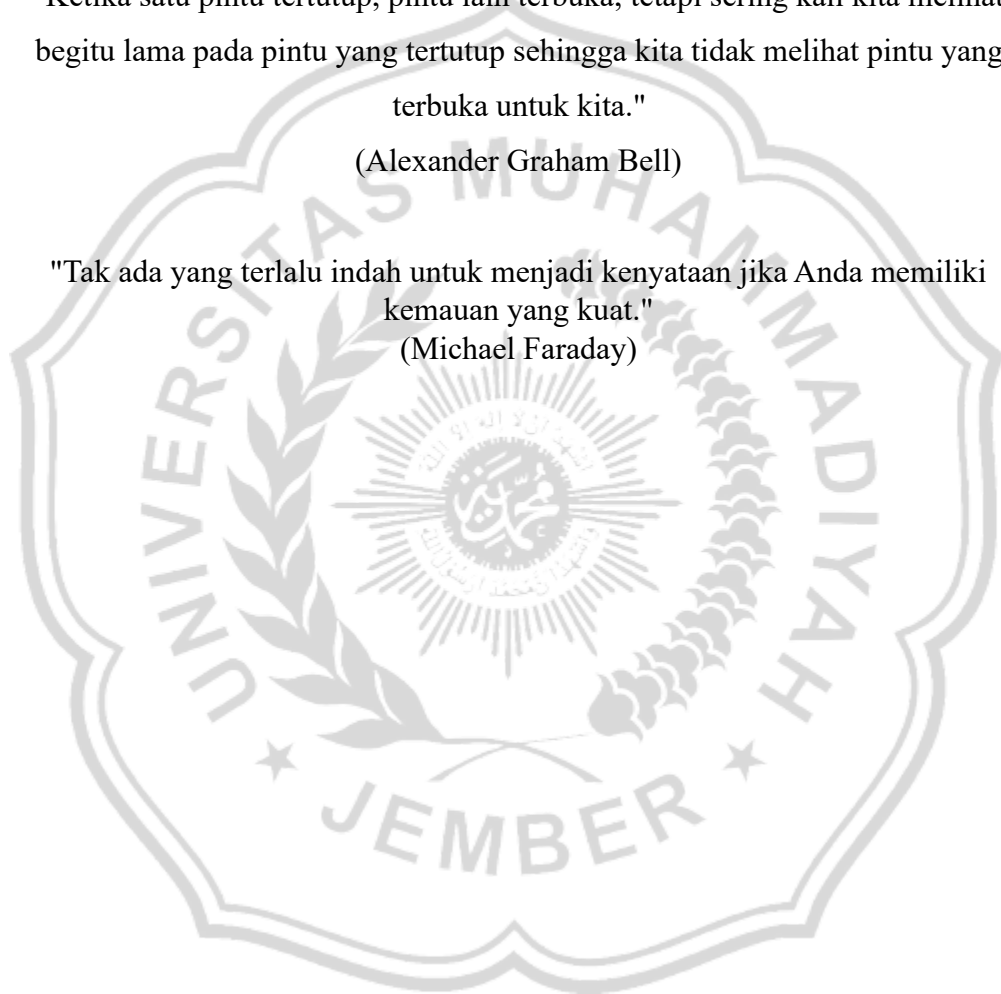 "Ketika satu pintu tertutup, pintu lain terbuka; tetapi sering kali kita melihat
begitu lama pada pintu yang tertutup sehingga kita tidak melihat pintu yang
terbuka untuk kita."
(Alexander Graham Bell)
"Tak ada yang terlalu indah untuk menjadi kenyataan jika Anda memiliki
kemauan yang kuat."
(Michael Faraday)
UNIVERSITAS MUHAMMADIYAH
JEMBER